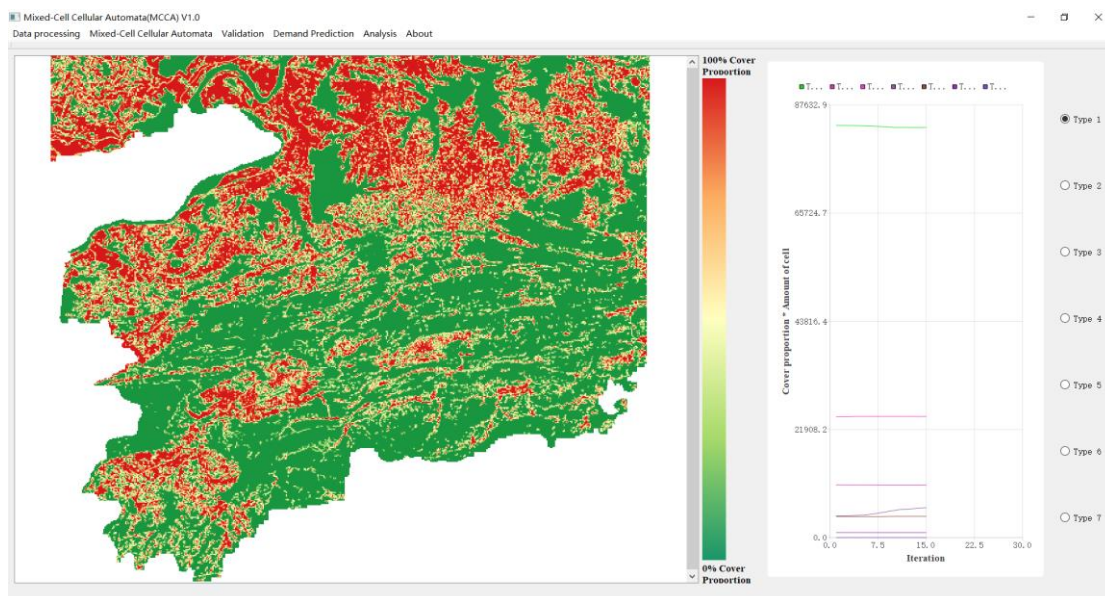 Mixed-Cell Cellular Automata(MCCA) V1.0
Data processing Mixed-Cell Cellular Automata Validation Demand Prediction Analysis About
100% Cover
Proportion
T... T... T... T... T... T... T...
87632.9
65724.7
43816.4
21908.2
0.0
Cover proportion * Amount of cell
0.0 7.5 15.0 22.5 30.0
Iteration
0% Cover
Proportion
Type 1
Type 2
Type 3
Type 4
Type 5
Type 6
Type 7